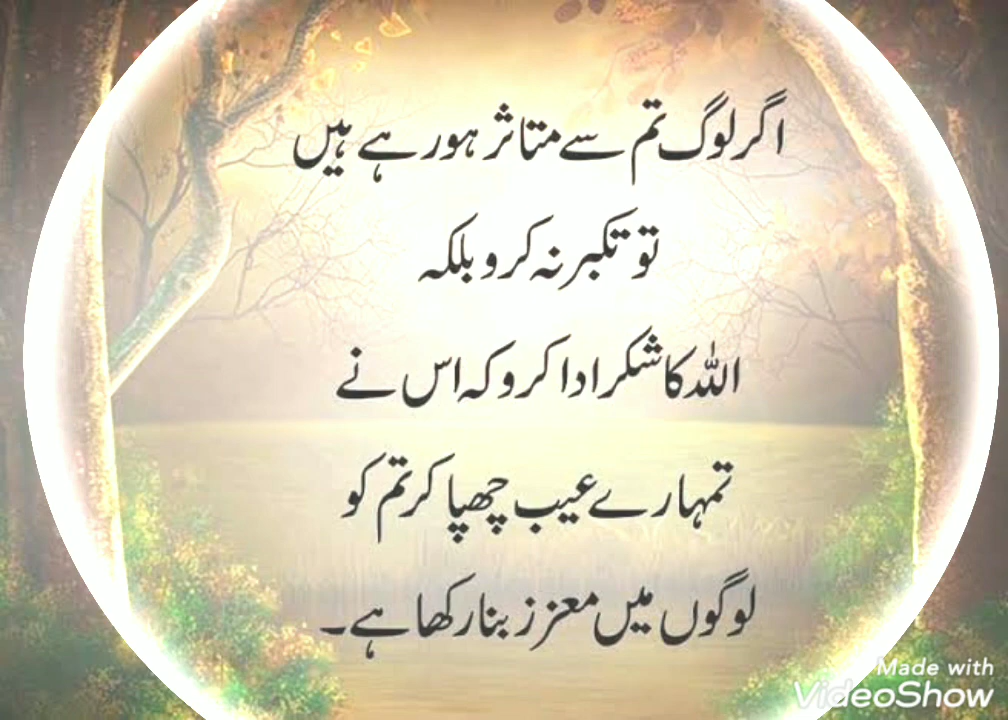 اگر لوگ تم سے متاثر ہو رہے ہیں
تو تکبر نہ کرو بلکہ
اللہ کا شکر ادا کرو کہ اس نے
تمہارے عیب چھپا کر تم کو
لوگوں میں معزز بنا رکھا ہے۔
Made with
VideoShow